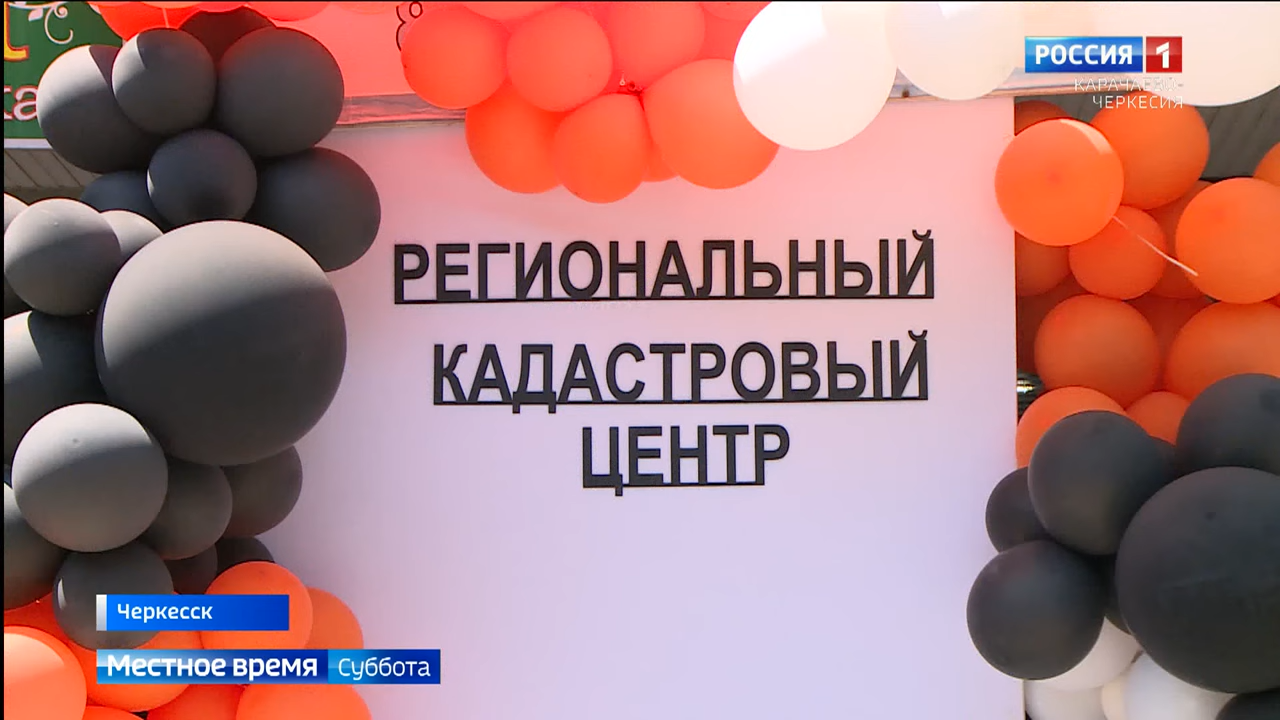 РОССИЯ 1
КАРАЧАЕВО-
ЧЕРКЕСИЯ
РЕГИОНАЛЬНЫЙ
КАДАСТРОВЫЙ
ЦЕНТР
Черкесск
Местное время Суббота